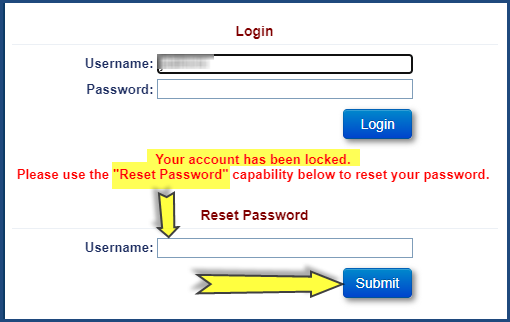 Login
Username:
Password:
Login
Your account has been locked.
Please use the "Reset Password" capability below to reset your password.
Reset Password
Username:
Submit